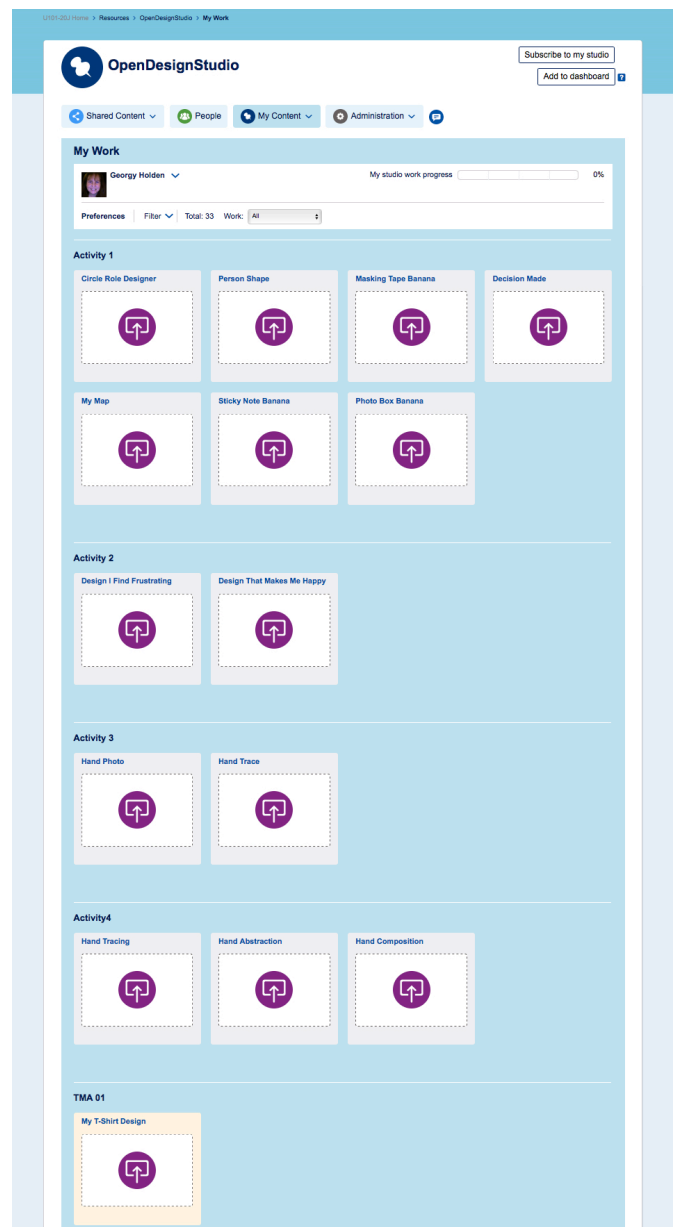 U101-20J Home > Resources > OpenDesignStudio > My Work
OpenDesignStudio
Subscribe to my studio
Add to dashboard ?
Shared Content People My Content Administration
My Work
Georgy Holden My studio work progress 0%
Preferences Filter Total: 33 Work: All
Activity 1
Circle Role Designer Person Shape Masking Tape Banana Decision Made
My Map Sticky Note Banana Photo Box Banana
Activity 2
Design I Find Frustrating Design That Makes Me Happy
Activity 3
Hand Photo Hand Trace
Activity4
Hand Tracing Hand Abstraction Hand Composition
TMA 01
My T-Shirt Design